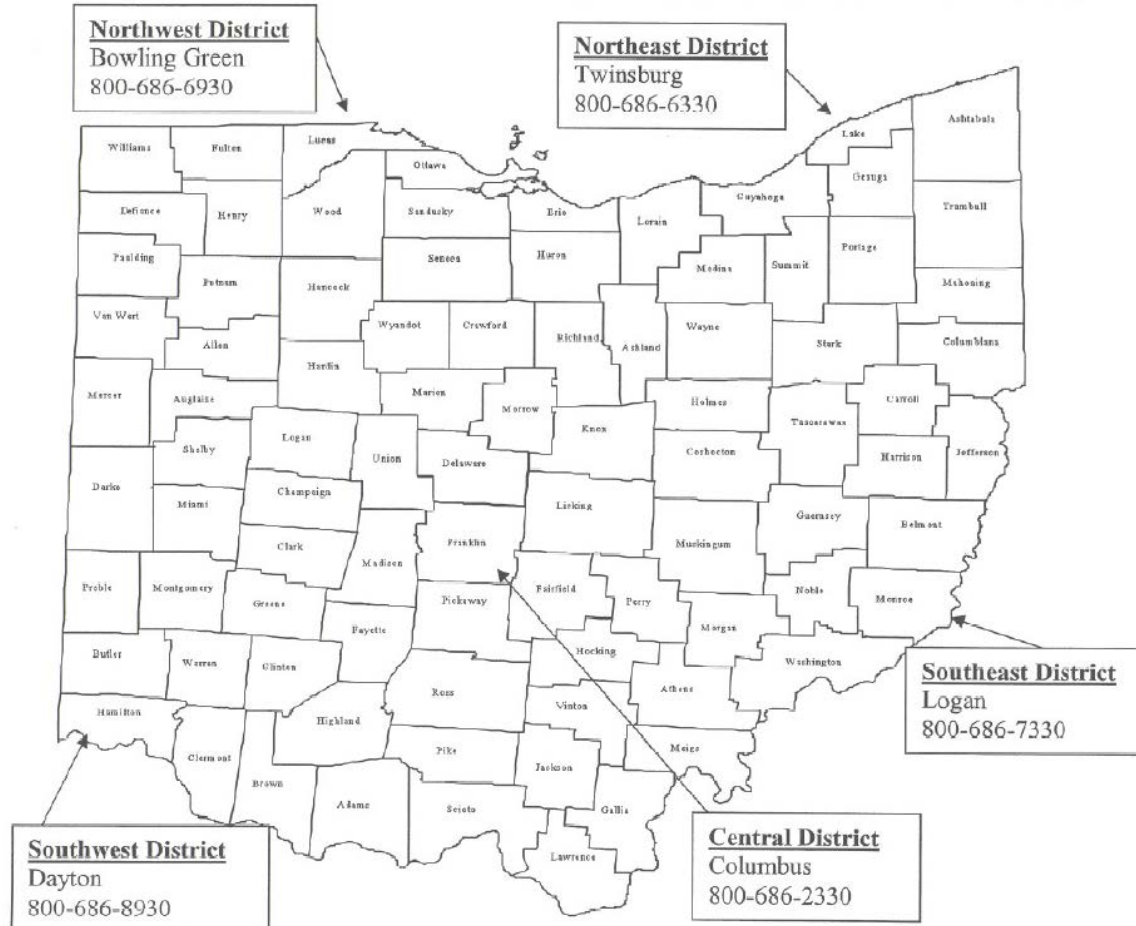 Northwest District
Bowling Green
800-686-6930
Northeast District
Twinsburg
800-686-6330
Williams
Fulton
Lucas
Ottawa
Lake
Ashtabula
Geauga
Cuyahoga
Trumbull
Defiance
Henry
Wood
Sandusky
Erie
Lorain
Portage
Summit
Medina
Paulding
Seneca
Huron
Putnam
Hancock
Mahoning
Van Wert
Wyandot
Crawford
Richland
Ashland
Wayne
Stark
Columbiana
Allen
Hardin
Mercer
Auglaize
Marion
Morrow
Holmes
Carroll
Tuscarawas
Knox
Logan
Shelby
Union
Delaware
Coshocton
Harrison
Jefferson
Darke
Miami
Champaign
Licking
Guernsey
Belmont
Clark
Franklin
Muskingum
Madison
Preble
Montgomery
Greene
Pickaway
Fairfield
Perry
Noble
Monroe
Fayette
Morgan
Butler
Warren
Clinton
Hocking
Washington
Ross
Athens
Hamilton
Highland
Vinton
Clermont
Pike
Jackson
Meigs
Brown
Adams
Scioto
Gallia
Lawrence
Southeast District
Logan
800-686-7330
Southwest District
Dayton
800-686-8930
Central District
Columbus
800-686-2330